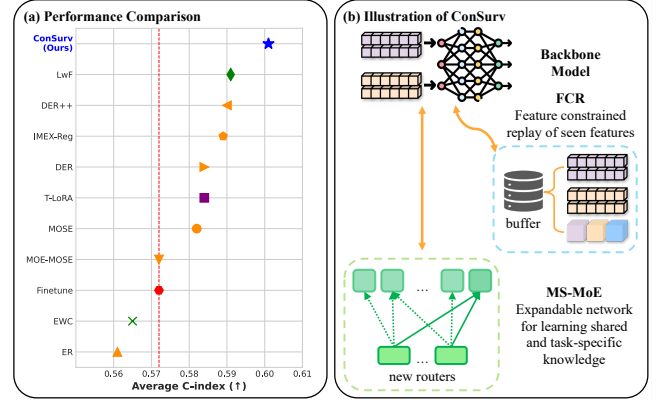 (a) Performance Comparison
ConSurv
(Ours)
LwF
DER++
IMEX-Reg
DER
T-LoRA
MOSE
MOE-MOSE
Finetune
EWC
ER
0.56
0.57
0.58
0.59
0.60
0.61
Average C-index (↑)
(b) Illustration of ConSurv
Backbone
Model
FCR
Feature constrained
replay of seen features
buffer
...
...
new routers
MS-MoE
Expandable network
for learning shared
and task-specific
knowledge